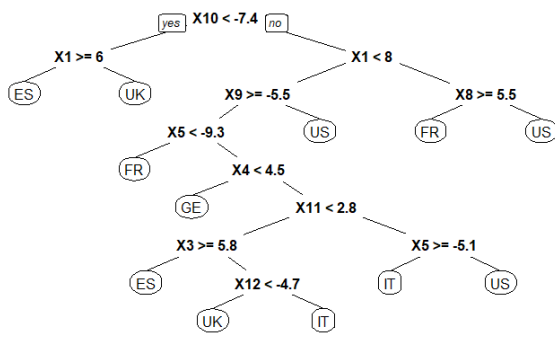 yes X10 < -7.4 no
X1 >= 6 X1 < 8
ES UK X9 >= -5.5 X8 >= 5.5
X5 < -9.3 US FR US
FR X4 < 4.5
GE X11 < 2.8
X3 >= 5.8 X5 >= -5.1
ES X12 < -4.7 IT US
UK IT